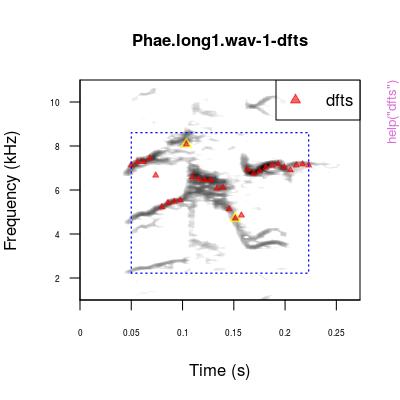 Phae.long1.wav-1-dfts
dfts
help("dfts")
Frequency (kHz)
10
8
6
4
2
0
0.05
0.1
0.15
0.2
0.25
Time (s)